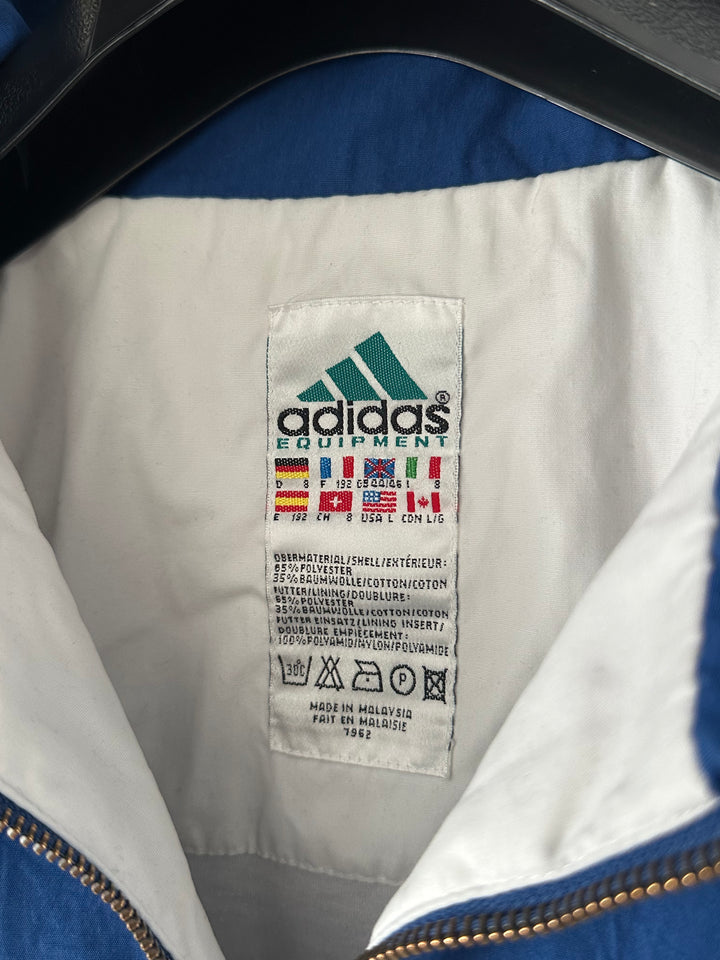 adidas®
EQUIPMENT
D 8 F 192 GB 44/46 I 8
E 192 CH 8 USA L CDN L/G
OBERMATERIAL/SHELL/EXTÉRIEUR:
65% POLYESTER
35% BAUMWOLLE/COTTON/COTON
FUTTER/LINING/DOUBLURE:
65% POLYESTER
35% BAUMWOLLE/COTTON/COTON
FUTTER EINSATZ/LINING INSERT/
DOUBLURE EMPIÈCEMENT:
100% POLYAMID/NYLON/POLYAMIDE
30C P
MADE IN MALAYSIA
FAIT EN MALAISIE
7962